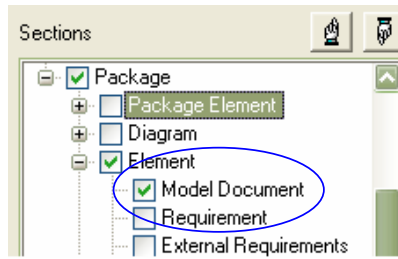 Sections
Package
Package Element
Diagram
Element
Model Document
Requirement
External Requirements